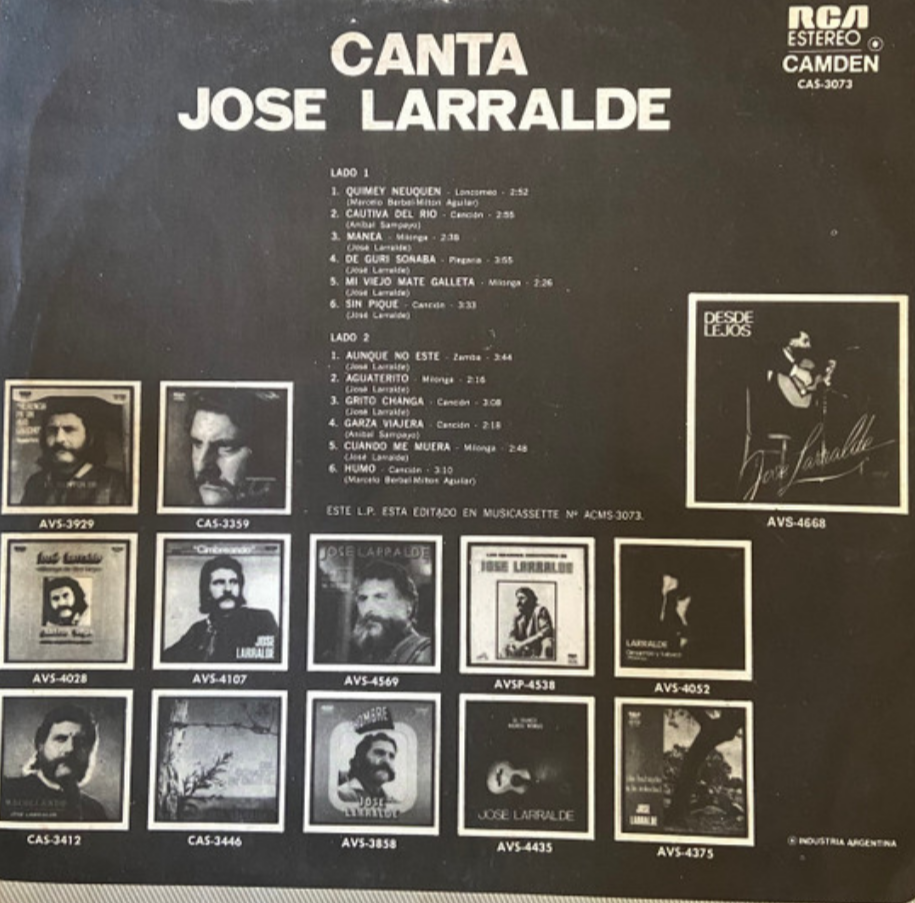 CANTA
JOSE LARRALDE
RCA
ESTEREO
CAMDEN
CAS-3073
LADO 1
1. QUIMEY NEUQUEN - Loncomeo - 2:52
(Marcelo Berbel-Milton Aguilar)
2. CAUTIVA DEL RIO - Canción - 2:55
(Aníbal Sampayo)
3. MANEA - Milonga - 2:38
(José Larralde)
4. DE GURI SOÑABA - Plegaria - 3:55
(José Larralde)
5. MI VIEJO MATE GALLETA - Milonga - 2:26
(José Larralde)
6. SIN PIQUE - Canción - 3:33
(José Larralde)
LADO 2
1. AUNQUE NO ESTE - Zamba - 3:44
(José Larralde)
2. AGUATERITO - Milonga - 2:16
(José Larralde)
3. GRITO CHANGA - Canción - 3:08
(José Larralde)
4. GARZA VIAJERA - Canción - 2:18
(Aníbal Sampayo)
5. CUANDO ME MUERA - Milonga - 2:48
(José Larralde)
6. HUMO - Canción - 3:10
(Marcelo Berbel-Milton Aguilar)
ESTE L.P. ESTA EDITADO EN MUSICASSETTE Nº ACMS-3073.
DESDE
LEJOS
José Larralde
AVS-4668
AVS-3929
CAS-3359
José Larralde
AVS-4028
"Cimbreando"
JOSE
LARRALDE
AVS-4107
JOSE LARRALDE
AVS-4569
JOSE LARRALDE
AVSP-4538
LARRALDE
AVS-4052
JOSE LARRALDE
CAS-3412
CAS-3446
HOMBRE
JOSE
LARRALDE
AVS-3858
JOSE LARRALDE
AVS-4435
JOSE
LARRALDE
AVS-4375
INDUSTRIA ARGENTINA